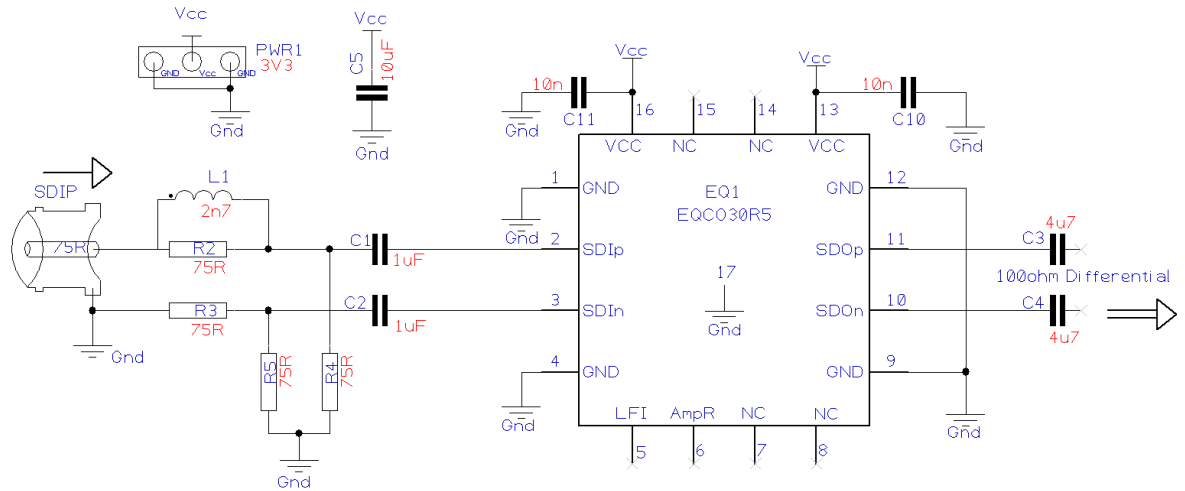 Vcc
PWR1
3V3
GND
Vcc
GND
Gnd
Vcc
C5
10uF
Gnd
Vcc
10n
C11
Gnd
16
15
14
13
Vcc
10n
C10
Gnd
VCC
NC
NC
VCC
SDIP
75R
L1
2n7
R2
75R
R3
75R
Gnd
R5
75R
R4
75R
Gnd
C1
1uF
C2
1uF
1
GND
Gnd
2
SDIp
3
SDIn
4
GND
Gnd
EQ1
EQCO30R5
17
Gnd
12
GND
11
SDOp
10
SDOn
9
GND
Gnd
LFI
AmpR
NC
NC
5
6
7
8
4u7
C3
100ohm Differential
C4
4u7